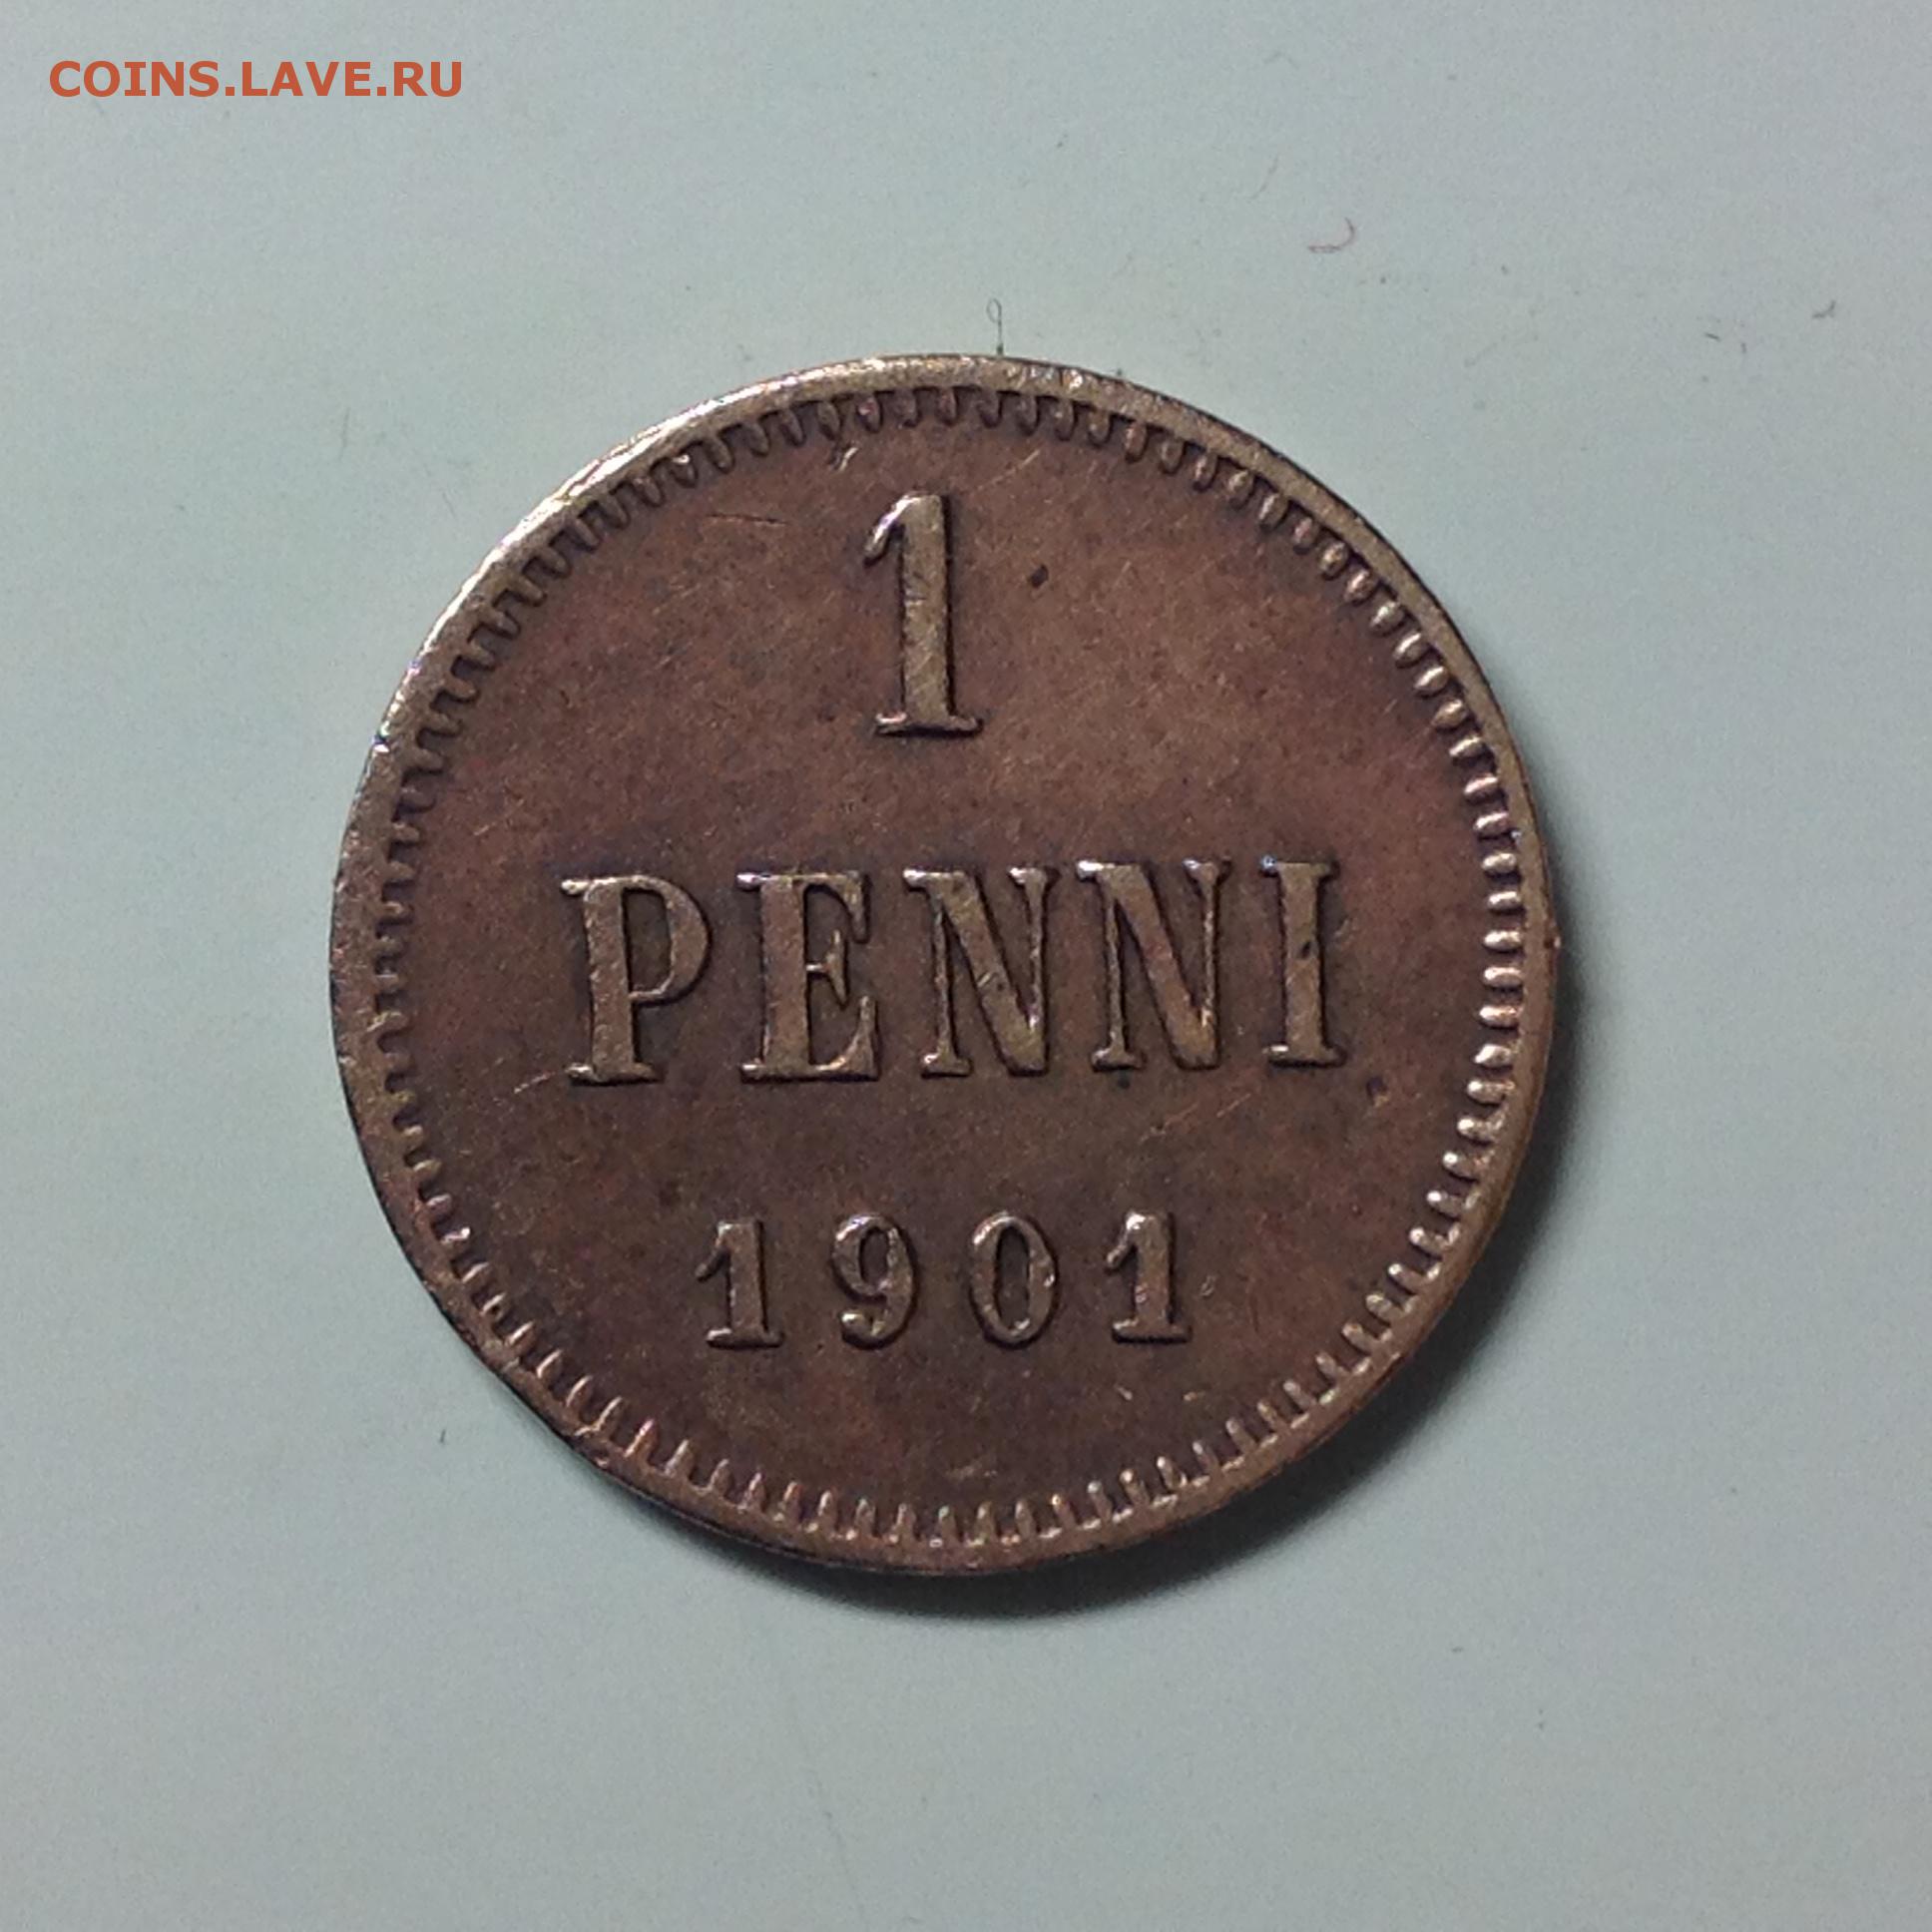 COINS.LAVE.RU
1
PENNI
1901